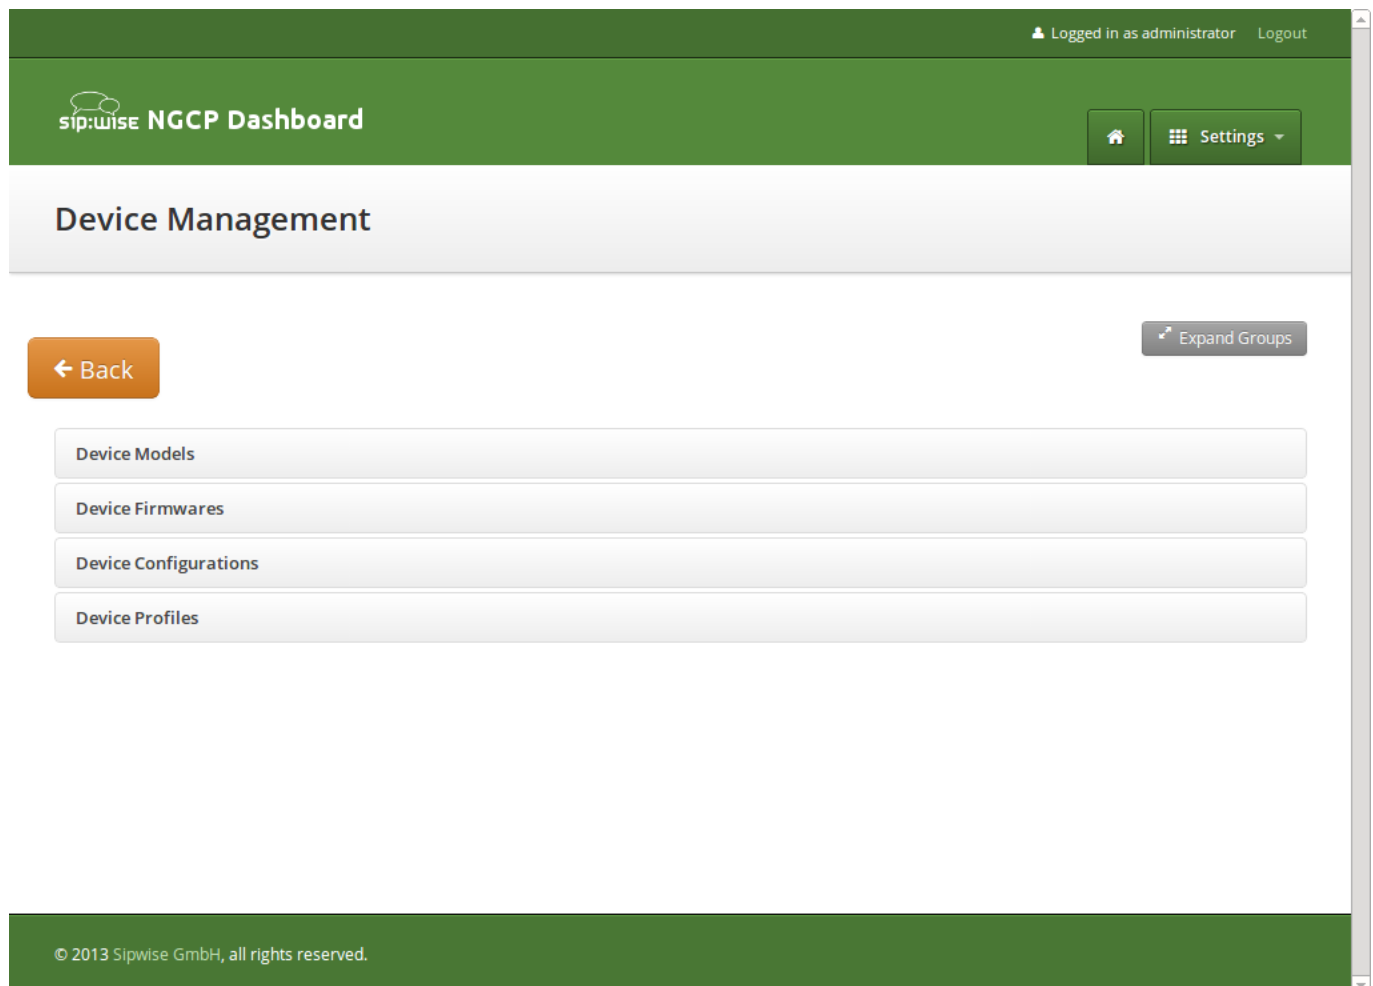 Logged in as administrator Logout
sip:wise NGCP Dashboard
Settings
Device Management
Expand Groups
Back
Device Models
Device Firmwares
Device Configurations
Device Profiles
© 2013 Sipwise GmbH, all rights reserved.